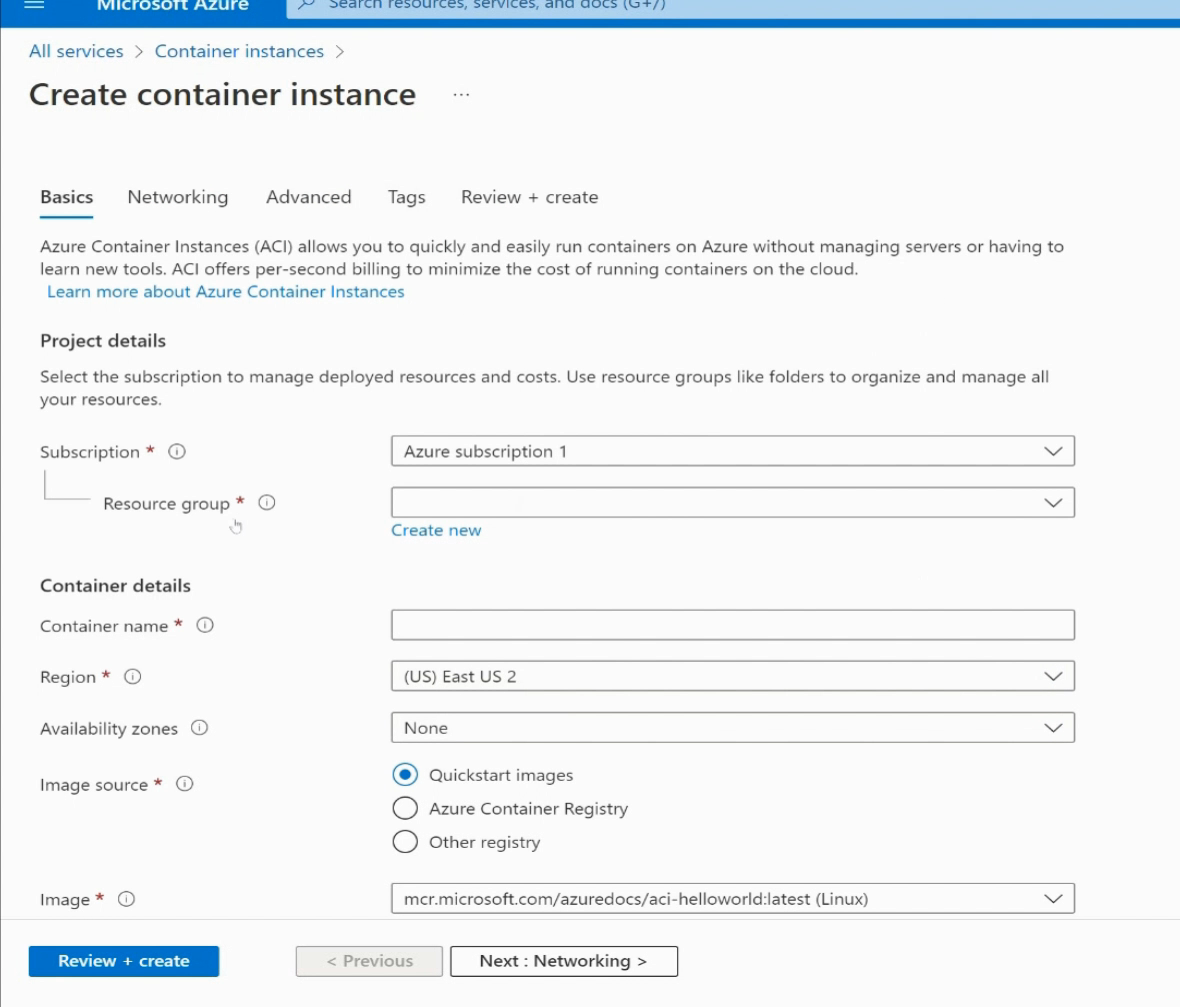 Microsoft Azure
Search resources, services, and docs (G+/)
All services > Container instances >
Create container instance ...
Basics Networking Advanced Tags Review + create
Azure Container Instances (ACI) allows you to quickly and easily run containers on Azure without managing servers or having to
learn new tools. ACI offers per-second billing to minimize the cost of running containers on the cloud.
Learn more about Azure Container Instances
Project details
Select the subscription to manage deployed resources and costs. Use resource groups like folders to organize and manage all
your resources.
Subscription * Azure subscription 1
Resource group *
Create new
Container details
Container name *
Region * (US) East US 2
Availability zones None
Image source * Quickstart images
Azure Container Registry
Other registry
Image * mcr.microsoft.com/azuredocs/aci-helloworld:latest (Linux)
Review + create < Previous Next : Networking >